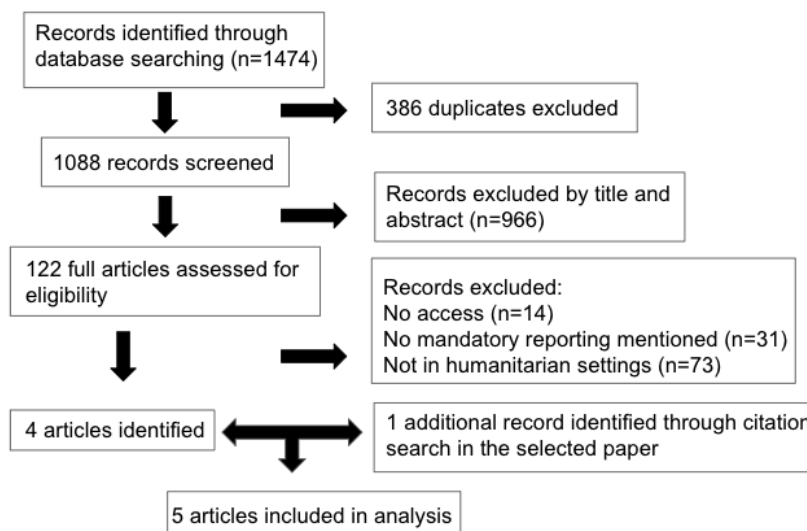 Records identified through
database searching (n=1474)
386 duplicates excluded
1088 records screened
Records excluded by title and
abstract (n=966)
122 full articles assessed for
eligibility
Records excluded:
No access (n=14)
No mandatory reporting mentioned (n=31)
Not in humanitarian settings (n=73)
4 articles identified
1 additional record identified through citation
search in the selected paper
5 articles included in analysis